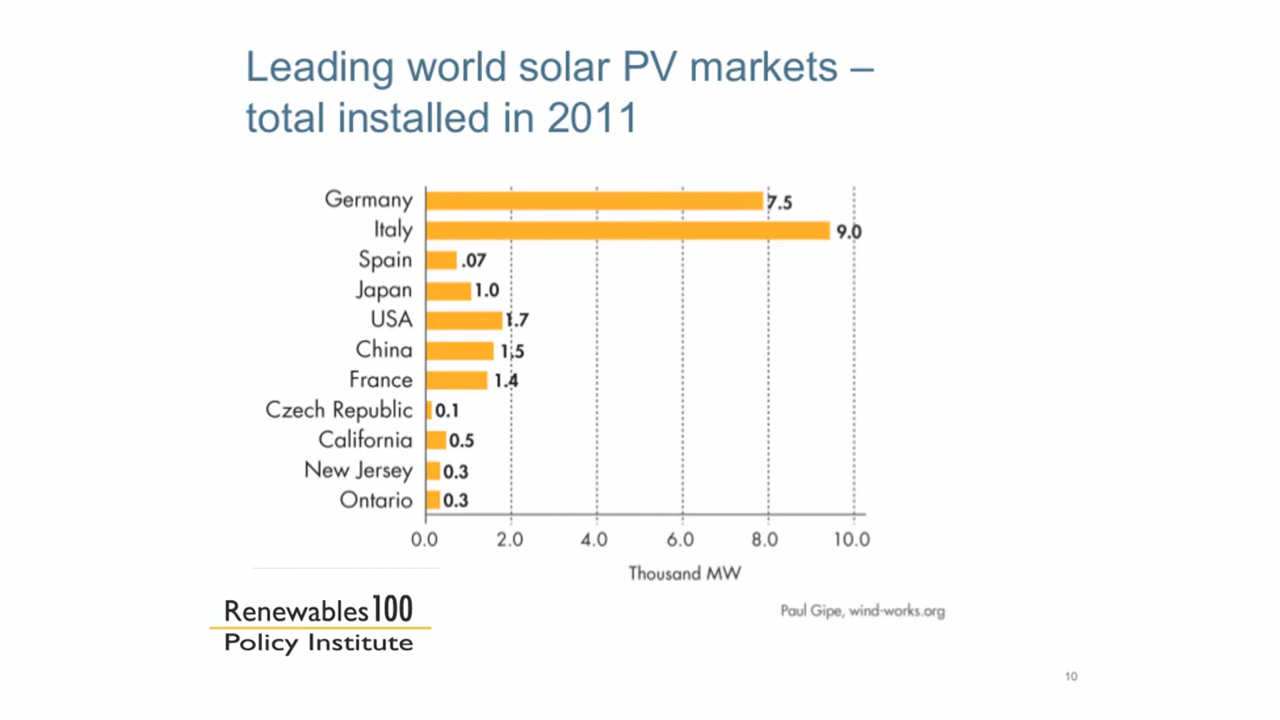 Leading world solar PV markets –
total installed in 2011
Germany 7.5
Italy 9.0
Spain .07
Japan 1.0
USA 1.7
China 1.5
France 1.4
Czech Republic 0.1
California 0.5
New Jersey 0.3
Ontario 0.3
0.0 2.0 4.0 6.0 8.0 10.0
Thousand MW
Renewables 100
Policy Institute
Paul Gipe, wind-works.org
10